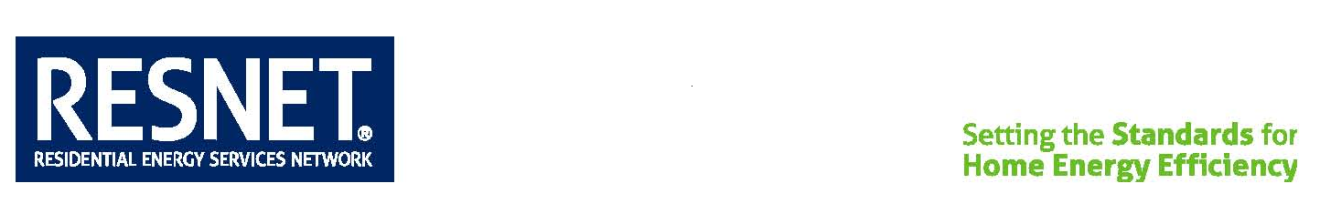 RESNET®
RESIDENTIAL ENERGY SERVICES NETWORK
Setting the Standards for
Home Energy Efficiency